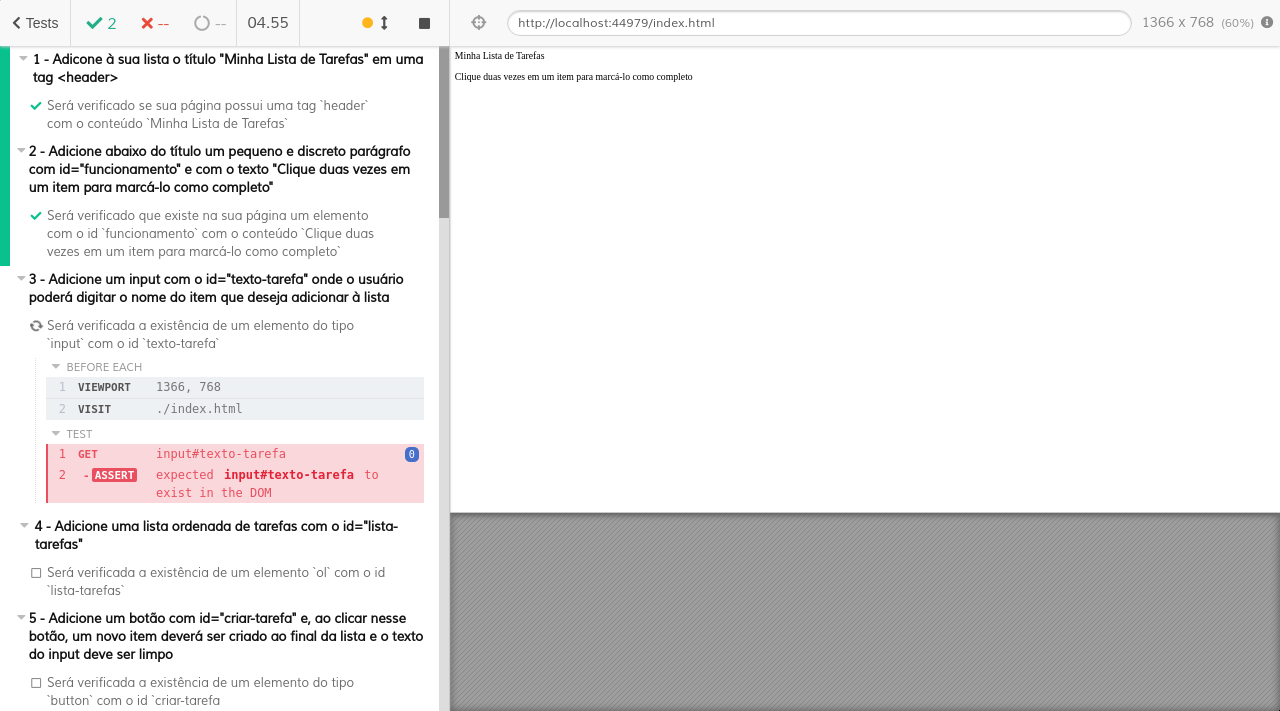 Tests 2 -- -- 04.55 http://localhost:44979/index.html 1366 x 768 (60%)
1 - Adicone à sua lista o título "Minha Lista de Tarefas" em uma
tag <header>
Será verificado se sua página possui uma tag `header`
com o conteúdo `Minha Lista de Tarefas`
2 - Adicione abaixo do título um pequeno e discreto parágrafo
com id="funcionamento" e com o texto "Clique duas vezes em
um item para marcá-lo como completo"
Será verificado que existe na sua página um elemento
com o id `funcionamento` com o conteúdo `Clique duas
vezes em um item para marcá-lo como completo`
3 - Adicione um input com o id="texto-tarefa" onde o usuário
poderá digitar o nome do item que deseja adicionar à lista
Será verificada a existência de um elemento do tipo
`input` com o id `texto-tarefa`
BEFORE EACH
1 VIEWPORT 1366, 768
2 VISIT ./index.html
TEST
1 GET input#texto-tarefa 0
2 -ASSERT expected input#texto-tarefa to
exist in the DOM
4 - Adicione uma lista ordenada de tarefas com o id="lista-
tarefas"
Será verificada a existência de um elemento `ol` com o id
`lista-tarefas`
5 - Adicione um botão com id="criar-tarefa" e, ao clicar nesse
botão, um novo item deverá ser criado ao final da lista e o texto
do input deve ser limpo
Será verificada a existência de um elemento do tipo
`button` com o id `criar-tarefa
Minha Lista de Tarefas
Clique duas vezes em um item para marcá-lo como completo